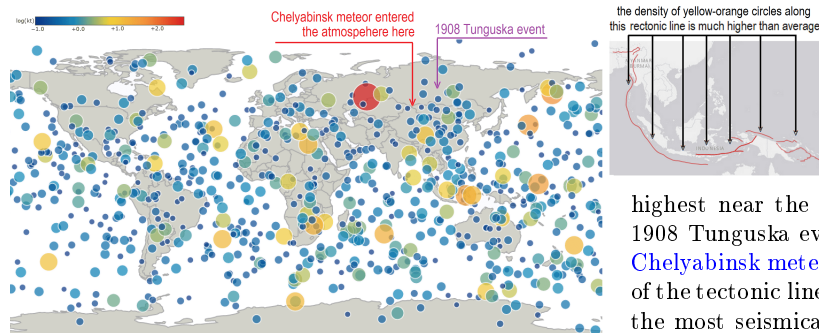 log(kt)
−1.0 +0.0 +1.0 +2.0
Chelyabinsk meteor entered
the atmospehere here
1908 Tunguska event
the density of yellow-orange circles along
this rectonic line is much higher than average
highest near the
1908 Tunguska ev
Chelyabinsk mete
of the tectonic line
the most seismica